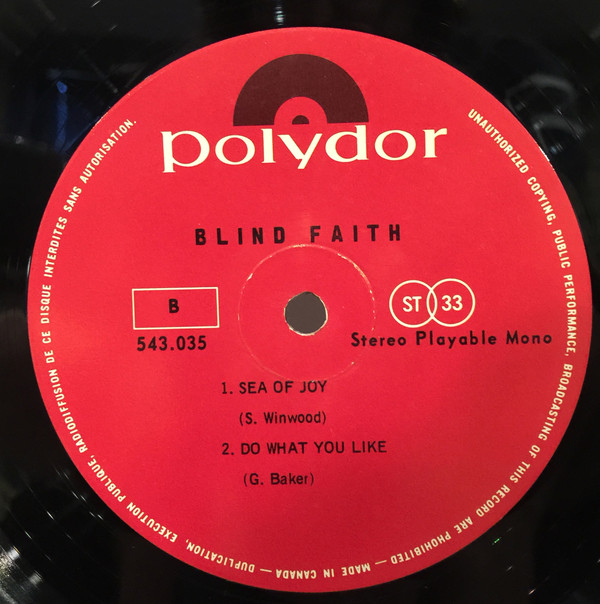 polydor
BLIND FAITH
B
543.035
ST 33
Stereo Playable Mono
1. SEA OF JOY
(S. Winwood)
2. DO WHAT YOU LIKE
(G. Baker)
UNAUTHORIZED COPYING, PUBLIC PERFORMANCE, BROADCASTING OF THIS RECORD ARE PROHIBITED — MADE IN CANADA — DUPLICATION, EXECUTION PUBLIQUE, RADIODIFFUSION DE CE DISQUE INTERDITES SANS AUTORISATION.